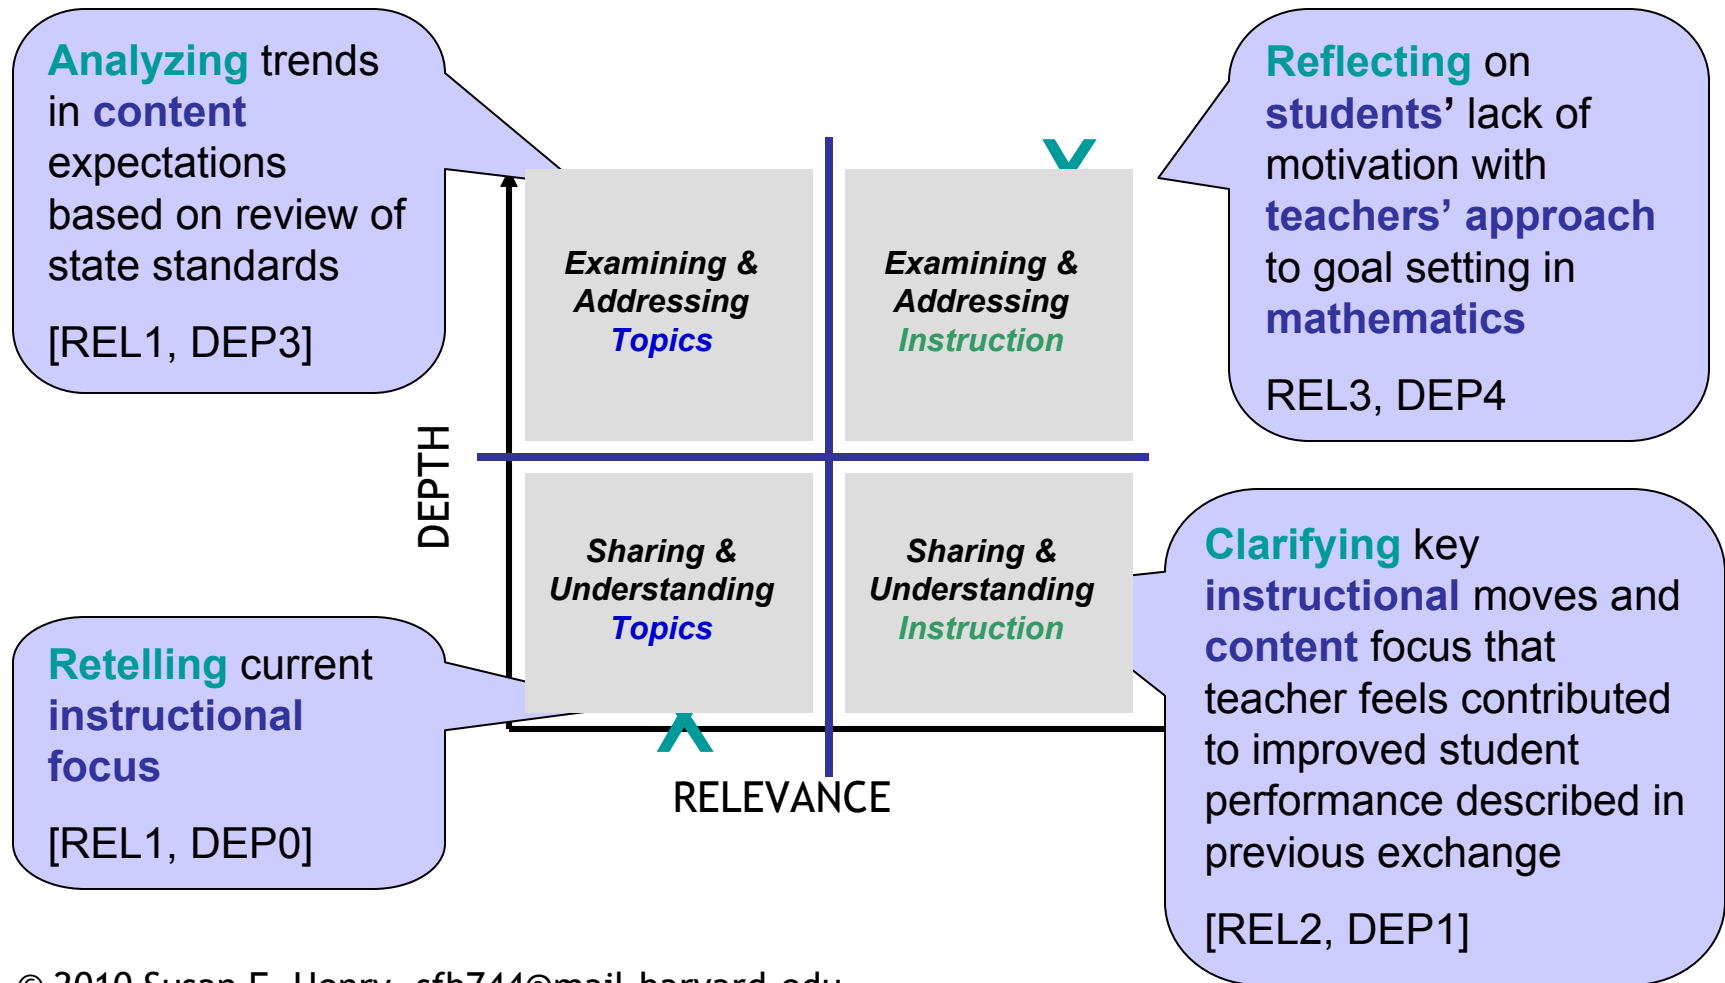 Analyzing trends
in content
expectations
based on review of
state standards
[REL1, DEP3]
Reflecting on
students’ lack of
motivation with
teachers’ approach
to goal setting in
mathematics
REL3, DEP4
X
Examining &
Addressing
Topics
Examining &
Addressing
Instruction
DEPTH
Sharing &
Understanding
Topics
Sharing &
Understanding
Instruction
X
RELEVANCE
Retelling current
instructional
focus
[REL1, DEP0]
Clarifying key
instructional moves and
content focus that
teacher feels contributed
to improved student
performance described in
previous exchange
[REL2, DEP1]
© 2010 Susan F. Henry